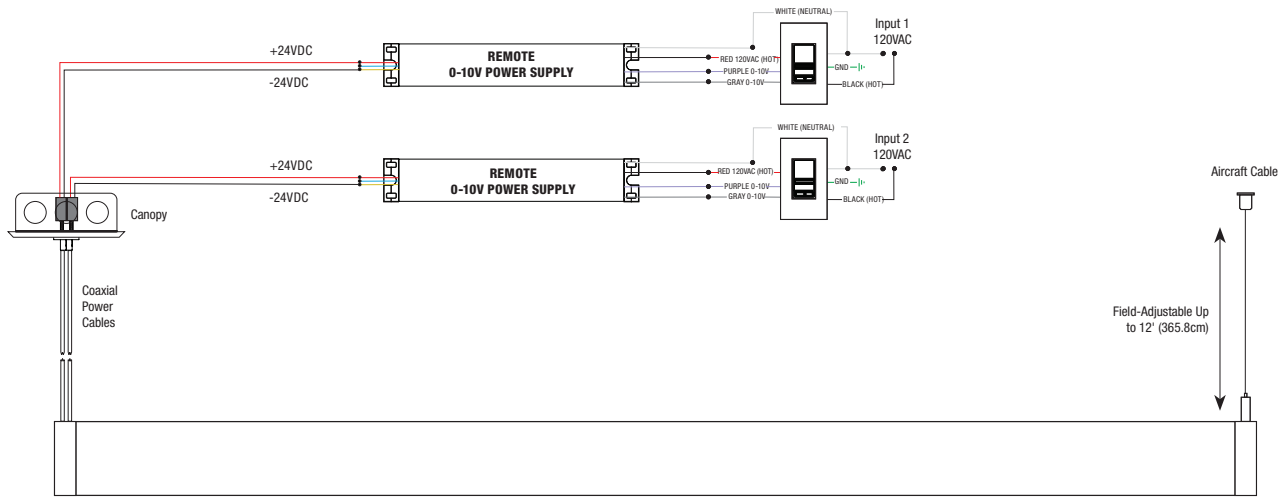 WHITE (NEUTRAL)
Input 1
120VAC
+24VDC
REMOTE
0-10V POWER SUPPLY
RED 120VAC (HOT)
PURPLE 0-10V
GRAY 0-10V
GND
BLACK (HOT)
-24VDC
WHITE (NEUTRAL)
Input 2
120VAC
+24VDC
REMOTE
0-10V POWER SUPPLY
RED 120VAC (HOT)
PURPLE 0-10V
GRAY 0-10V
GND
BLACK (HOT)
-24VDC
Aircraft Cable
Canopy
Coaxial
Power
Cables
Field-Adjustable Up
to 12' (365.8cm)